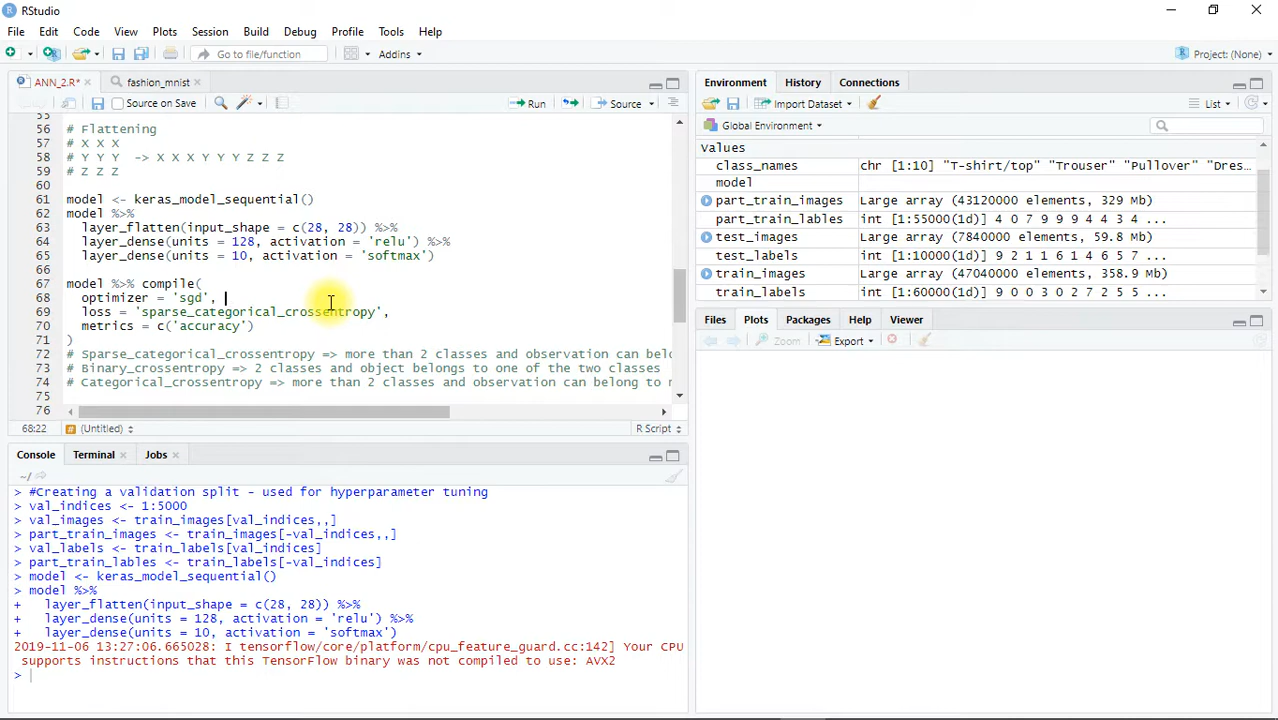 RStudio
File Edit Code View Plots Session Build Debug Profile Tools Help
Go to file/function Addins Project: (None)
ANN_2.R* fashion_mnist
Source on Save Run Source
55
56 # Flattening
57 # X X X
58 # Y Y Y -> X X X Y Y Y Z Z Z
59 # Z Z Z
60
61 model <- keras_model_sequential()
62 model %>%
63 layer_flatten(input_shape = c(28, 28)) %>%
64 layer_dense(units = 128, activation = 'relu') %>%
65 layer_dense(units = 10, activation = 'softmax')
66
67 model %>% compile(
68 optimizer = 'sgd',
69 loss = 'sparse_categorical_crossentropy',
70 metrics = c('accuracy')
71 )
72 # Sparse_categorical_crossentropy => more than 2 classes and observation can belo
73 # Binary_crossentropy => 2 classes and object belongs to one of the two classes
74 # Categorical_crossentropy => more than 2 classes and observation can belong to m
75
76
68:22 # (Untitled) R Script
Console Terminal Jobs
~/
> #Creating a validation split - used for hyperparameter tuning
> val_indices <- 1:5000
> val_images <- train_images[val_indices,,]
> part_train_images <- train_images[-val_indices,,]
> val_labels <- train_labels[val_indices]
> part_train_lables <- train_labels[-val_indices]
> model <- keras_model_sequential()
> model %>%
+ layer_flatten(input_shape = c(28, 28)) %>%
+ layer_dense(units = 128, activation = 'relu') %>%
+ layer_dense(units = 10, activation = 'softmax')
2019-11-06 13:27:06.665028: I tensorflow/core/platform/cpu_feature_guard.cc:142] Your CPU
supports instructions that this TensorFlow binary was not compiled to use: AVX2
>
Environment History Connections
Import Dataset List
Global Environment
Values
class_names chr [1:10] "T-shirt/top" "Trouser" "Pullover" "Dres…
model
part_train_images Large array (43120000 elements, 329 Mb)
part_train_lables int [1:55000(1d)] 4 0 7 9 9 9 4 4 3 4 ...
test_images Large array (7840000 elements, 59.8 Mb)
test_labels int [1:10000(1d)] 9 2 1 1 6 1 4 6 5 7 ...
train_images Large array (47040000 elements, 358.9 Mb)
train_labels int [1:60000(1d)] 9 0 0 3 0 2 7 2 5 5 ...
Files Plots Packages Help Viewer
Zoom Export